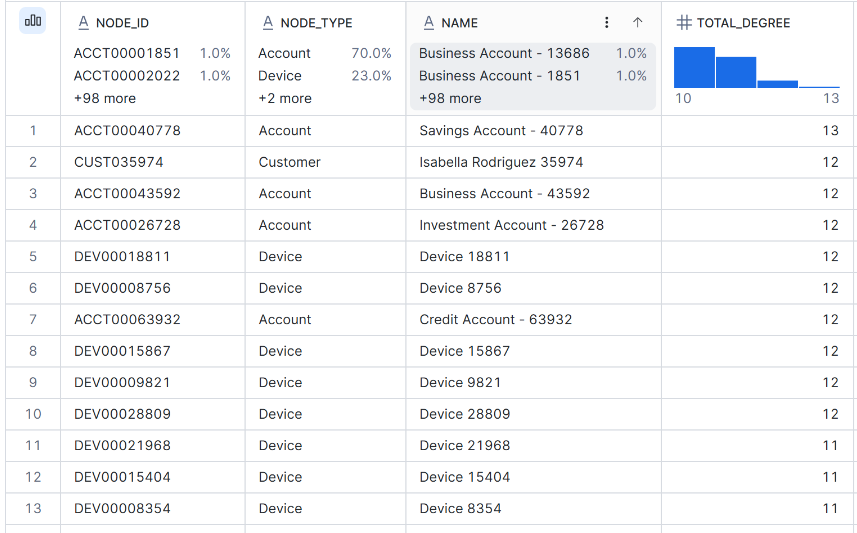 NODE_ID NODE_TYPE NAME TOTAL_DEGREE
ACCT00001851 1.0% Account 70.0% Business Account - 13686 1.0%
ACCT00002022 1.0% Device 23.0% Business Account - 1851 1.0%
+98 more +2 more +98 more 10 13
1 ACCT00040778 Account Savings Account - 40778 13
2 CUST035974 Customer Isabella Rodriguez 35974 12
3 ACCT00043592 Account Business Account - 43592 12
4 ACCT00026728 Account Investment Account - 26728 12
5 DEV00018811 Device Device 18811 12
6 DEV00008756 Device Device 8756 12
7 ACCT00063932 Account Credit Account - 63932 12
8 DEV00015867 Device Device 15867 12
9 DEV00009821 Device Device 9821 12
10 DEV00028809 Device Device 28809 12
11 DEV00021968 Device Device 21968 11
12 DEV00015404 Device Device 15404 11
13 DEV00008354 Device Device 8354 11